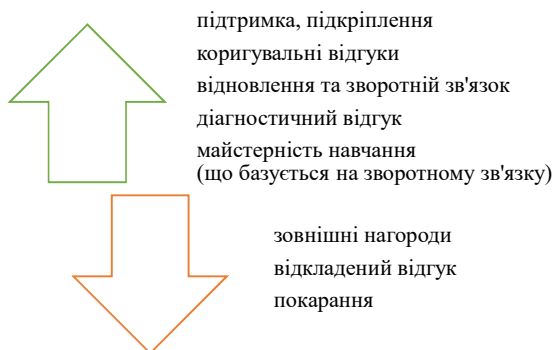 підтримка, підкріплення
коригувальні відгуки
відновлення та зворотній зв'язок
діагностичний відгук
майстерність навчання
(що базується на зворотному зв'язку)
зовнішні нагороди
відкладений відгук
покарання